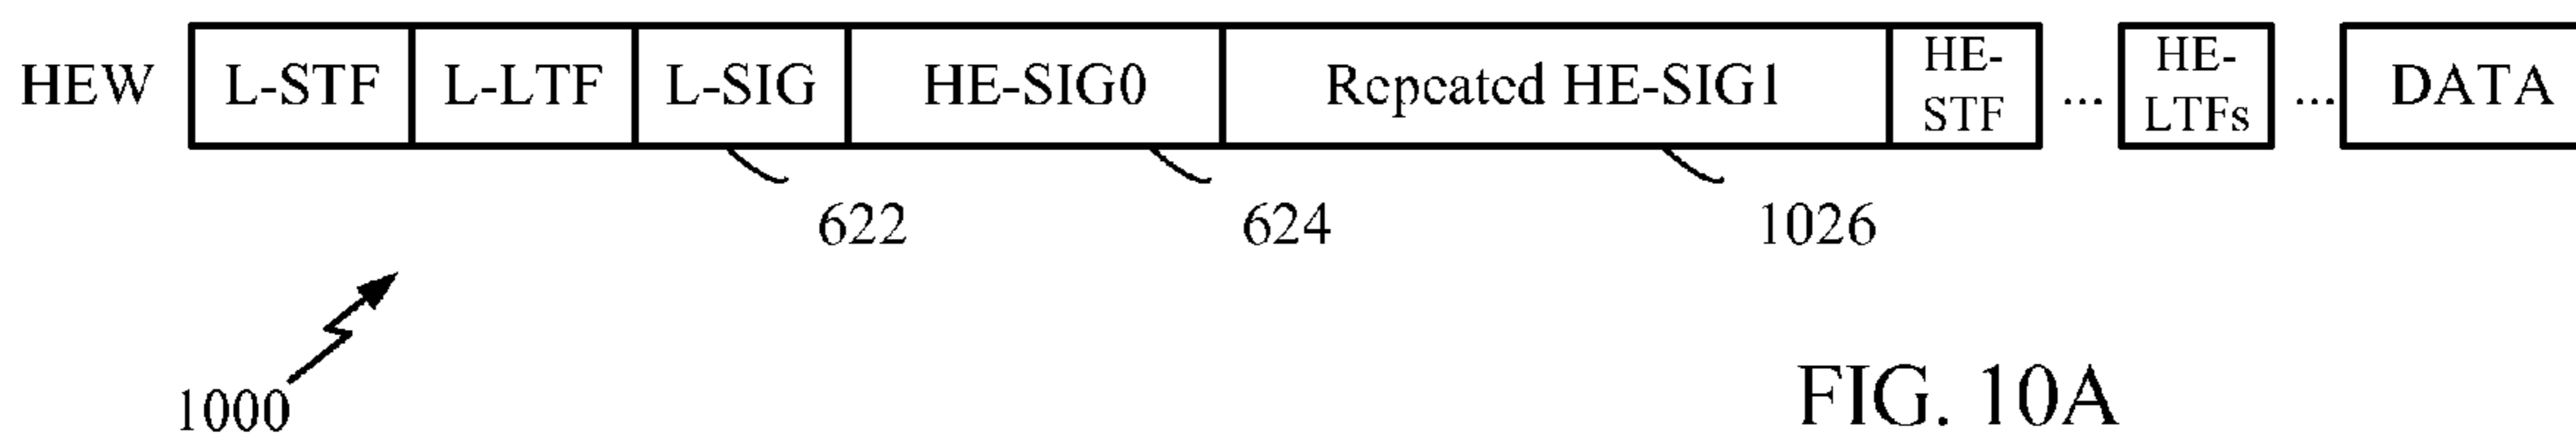 HEW L-STF L-LTF L-SIG HE-SIG0 Repeated HE-SIG1 HE-STF ... HE-LTFs ... DATA
622 624 1026
1000
FIG. 10A